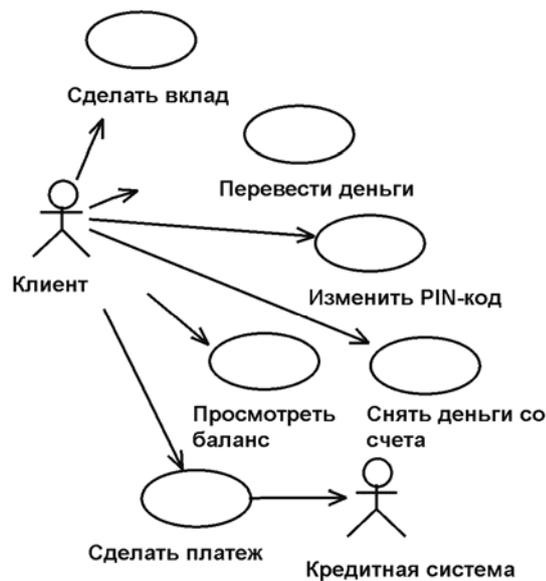 Сделать вклад
Перевести деньги
Клиент
Изменить PIN-код
Просмотреть
баланс
Снять деньги со
счета
Сделать платеж
Кредитная система